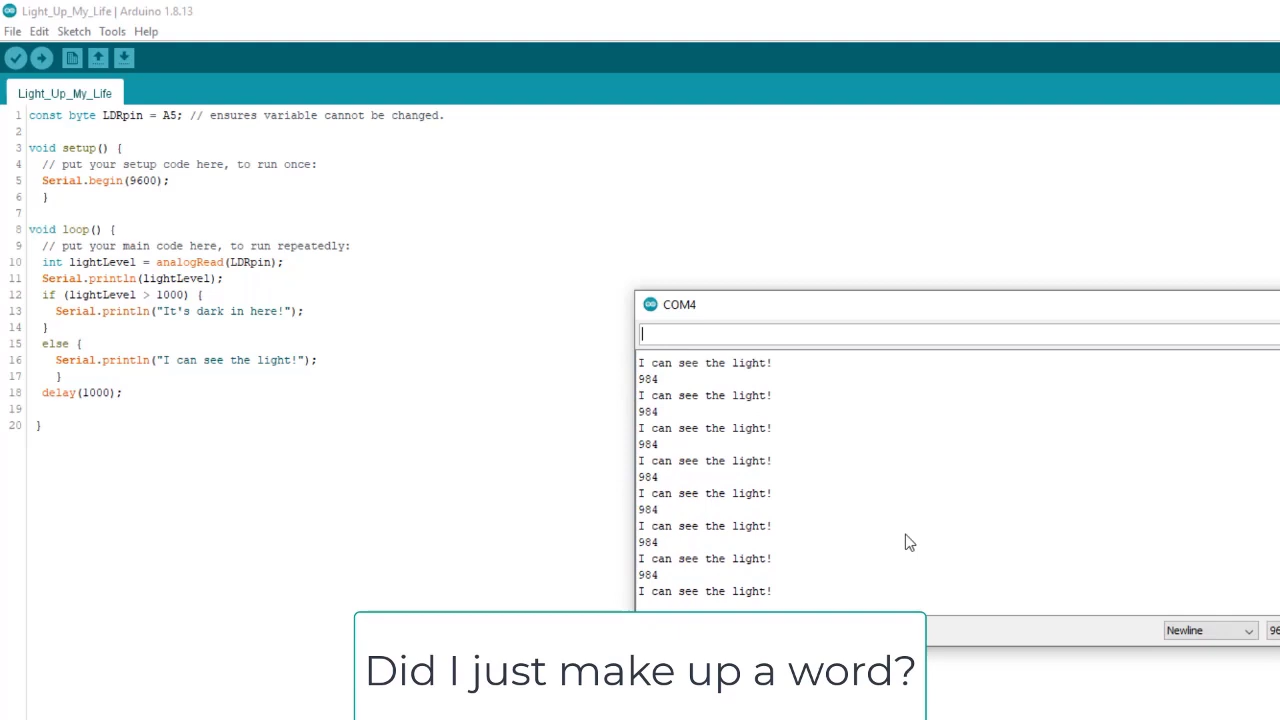 Light_Up_My_Life | Arduino 1.8.13
File Edit Sketch Tools Help
Light_Up_My_Life
1 const byte LDRpin = A5; // ensures variable cannot be changed.
2
3 void setup() {
4 // put your setup code here, to run once:
5 Serial.begin(9600);
6 }
7
8 void loop() {
9 // put your main code here, to run repeatedly:
10 int lightLevel = analogRead(LDRpin);
11 Serial.println(lightLevel);
12 if (lightLevel > 1000) {
13 Serial.println("It's dark in here!");
14 }
15 else {
16 Serial.println("I can see the light!");
17 }
18 delay(1000);
19
20 }
COM4
I can see the light!
984
I can see the light!
984
I can see the light!
984
I can see the light!
984
I can see the light!
984
I can see the light!
984
I can see the light!
984
I can see the light!
Newline
96
Did I just make up a word?